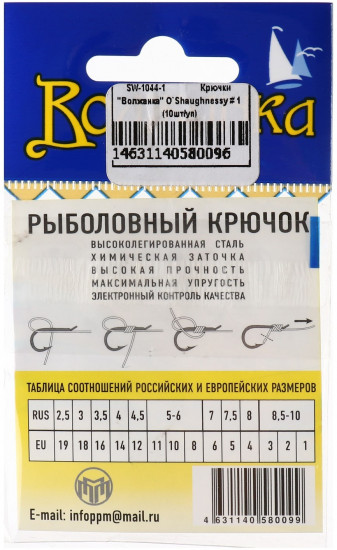 SW-1044-1 Крючки
"Волжанка" O`Shaughnessy # 1
(10шт/уп)
14631140580096
РЫБОЛОВНЫЙ КРЮЧОК
ВЫСОКОЛЕГИРОВАННАЯ СТАЛЬ
ХИМИЧЕСКАЯ ЗАТОЧКА
ВЫСОКАЯ ПРОЧНОСТЬ
МАКСИМАЛЬНАЯ УПРУГОСТЬ
ЭЛЕКТРОННЫЙ КОНТРОЛЬ КАЧЕСТВА
ТАБЛИЦА СООТНОШЕНИЙ РОССИЙСКИХ И ЕВРОПЕЙСКИХ РАЗМЕРОВ
RUS 2,5 3 3,5 4 4,5 5-6 7 7,5 8 8,5-10
EU 19 18 16 14 12 11 10 8 6 5 4 3 2 1
E-mail: infoppm@mail.ru
4 631140 580099